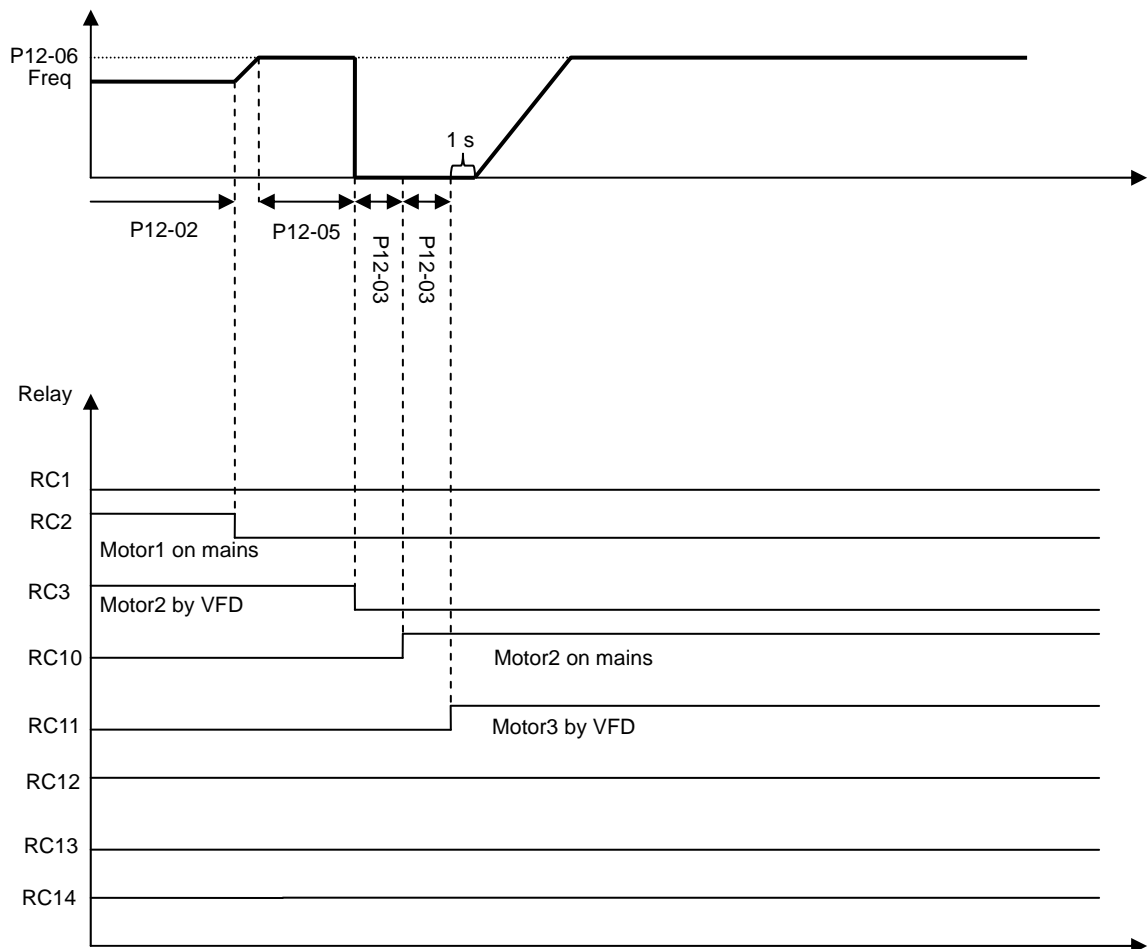 P12-06
Freq
1 s
P12-02
P12-05
P12-03
P12-03
Relay
RC1
RC2
Motor1 on mains
RC3
Motor2 by VFD
RC10
Motor2 on mains
RC11
Motor3 by VFD
RC12
RC13
RC14